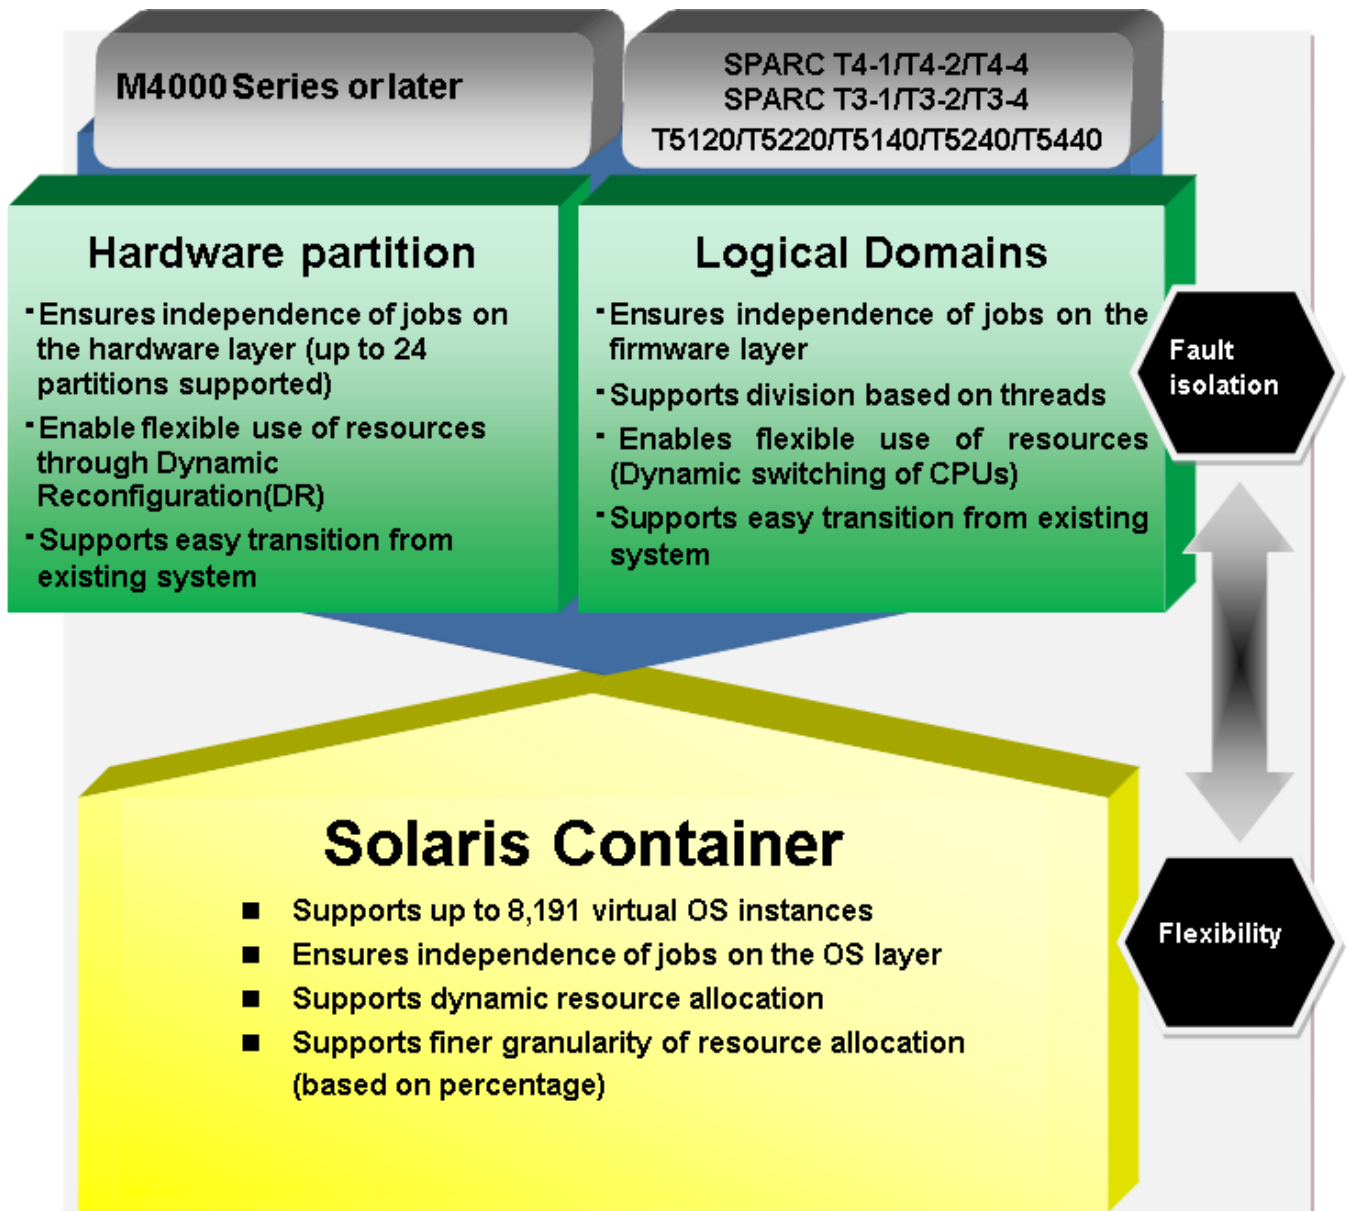 M4000 Series or later
SPARC T4-1/T4-2/T4-4
SPARC T3-1/T3-2/T3-4
T5120/T5220/T5140/T5240/T5440
Hardware partition
-Ensures independence of jobs on
the hardware layer (up to 24
partitions supported)
-Enable flexible use of resources
through Dynamic
Reconfiguration(DR)
-Supports easy transition from
existing system
Logical Domains
-Ensures independence of jobs on the
firmware layer
-Supports division based on threads
- Enables flexible use of resources
(Dynamic switching of CPUs)
-Supports easy transition from existing
system
Fault
isolation
Solaris Container
■ Supports up to 8,191 virtual OS instances
■ Ensures independence of jobs on the OS layer
■ Supports dynamic resource allocation
■ Supports finer granularity of resource allocation
(based on percentage)
Flexibility